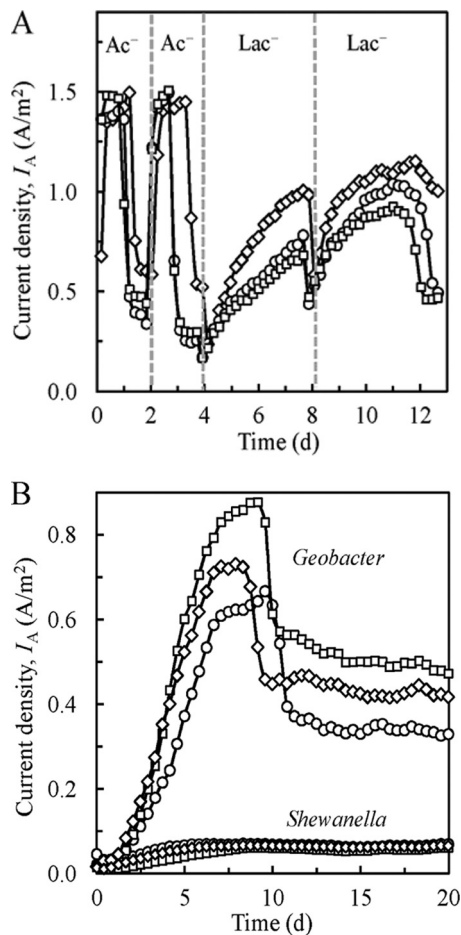 A
Ac⁻ Ac⁻ Lac⁻ Lac⁻
1.5
1.0
0.5
0.0
Current density, I_A (A/m²)
0 2 4 6 8 10 12
Time (d)
B
0.8
0.6
0.4
0.2
0.0
Current density, I_A (A/m²)
Geobacter
Shewanella
0 5 10 15 20
Time (d)